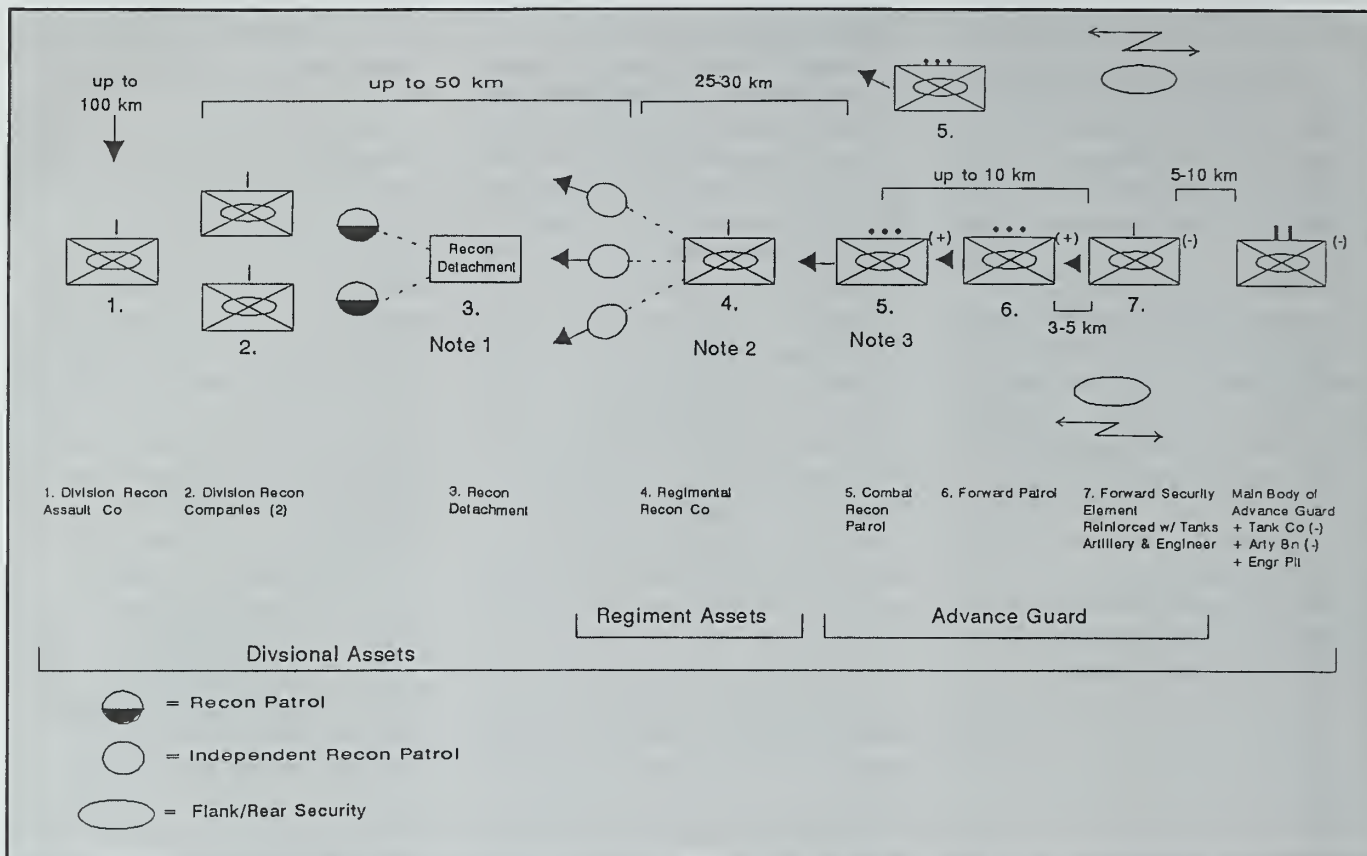 up to
100 km
up to 50 km
25-30 km
5.
up to 10 km
5-10 km
(+)
(+)
(-)
(-)
Recon
Detachment
1.
2.
3.
4.
5.
6.
7.
3-5 km
Note 1
Note 2
Note 3
1. Division Recon
Assault Co
2. Division Recon
Companies (2)
3. Recon
Detachment
4. Regimental
Recon Co
5. Combat
Recon
Patrol
6. Forward Patrol
7. Forward Security
Element
Reinforced w/ Tanks
Artillery & Engineer
Main Body of
Advance Guard
+ Tank Co (-)
+ Arty Bn (-)
+ Engr Plt
Regiment Assets
Advance Guard
Divsional Assets
= Recon Patrol
= Independent Recon Patrol
= Flank/Rear Security